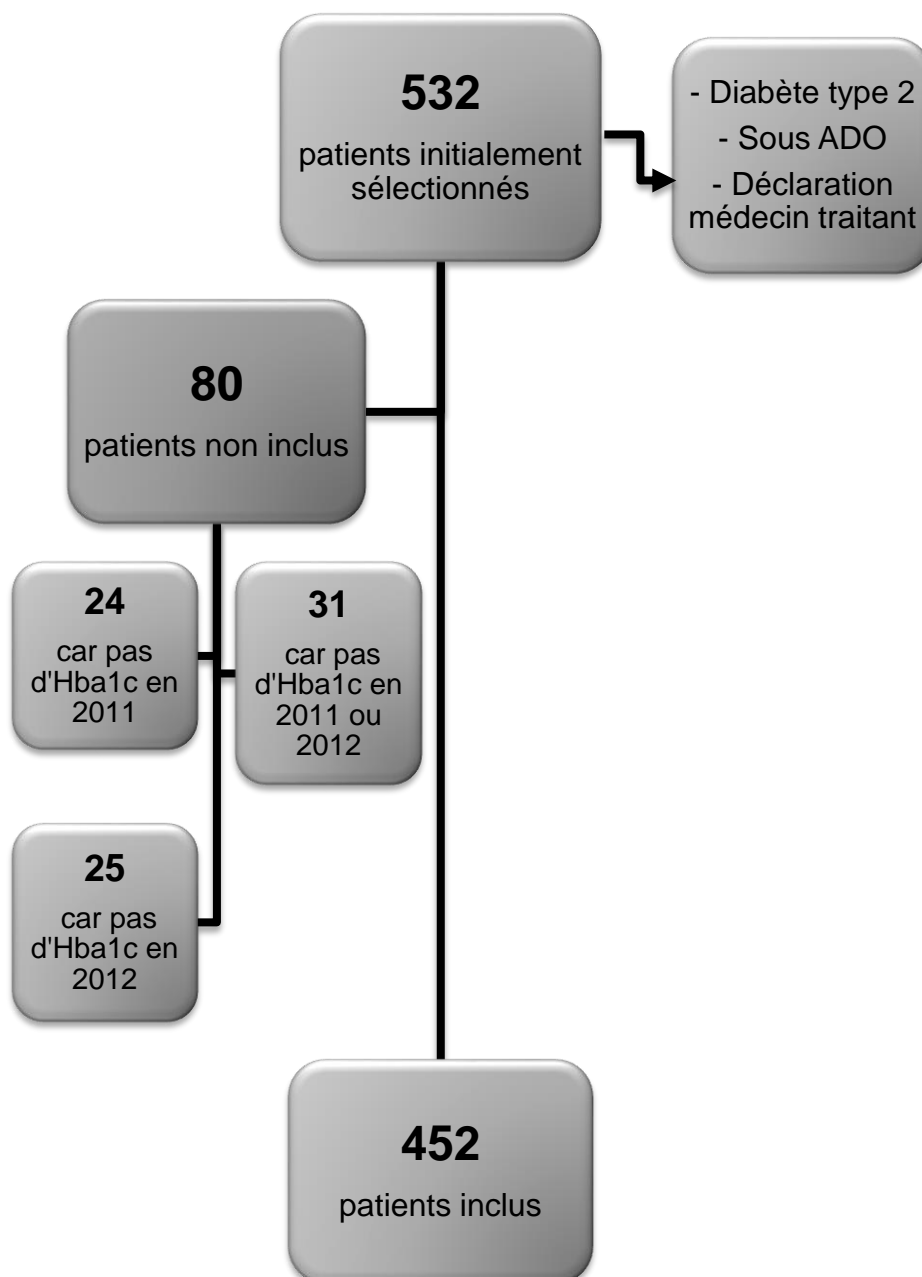 532
patients initialement
sélectionnés
- Diabète type 2
- Sous ADO
- Déclaration
médecin traitant
80
patients non inclus
24
car pas
d'Hba1c en
2011
31
car pas
d'Hba1c en
2011 ou
2012
25
car pas
d'Hba1c en
2012
452
patients inclus